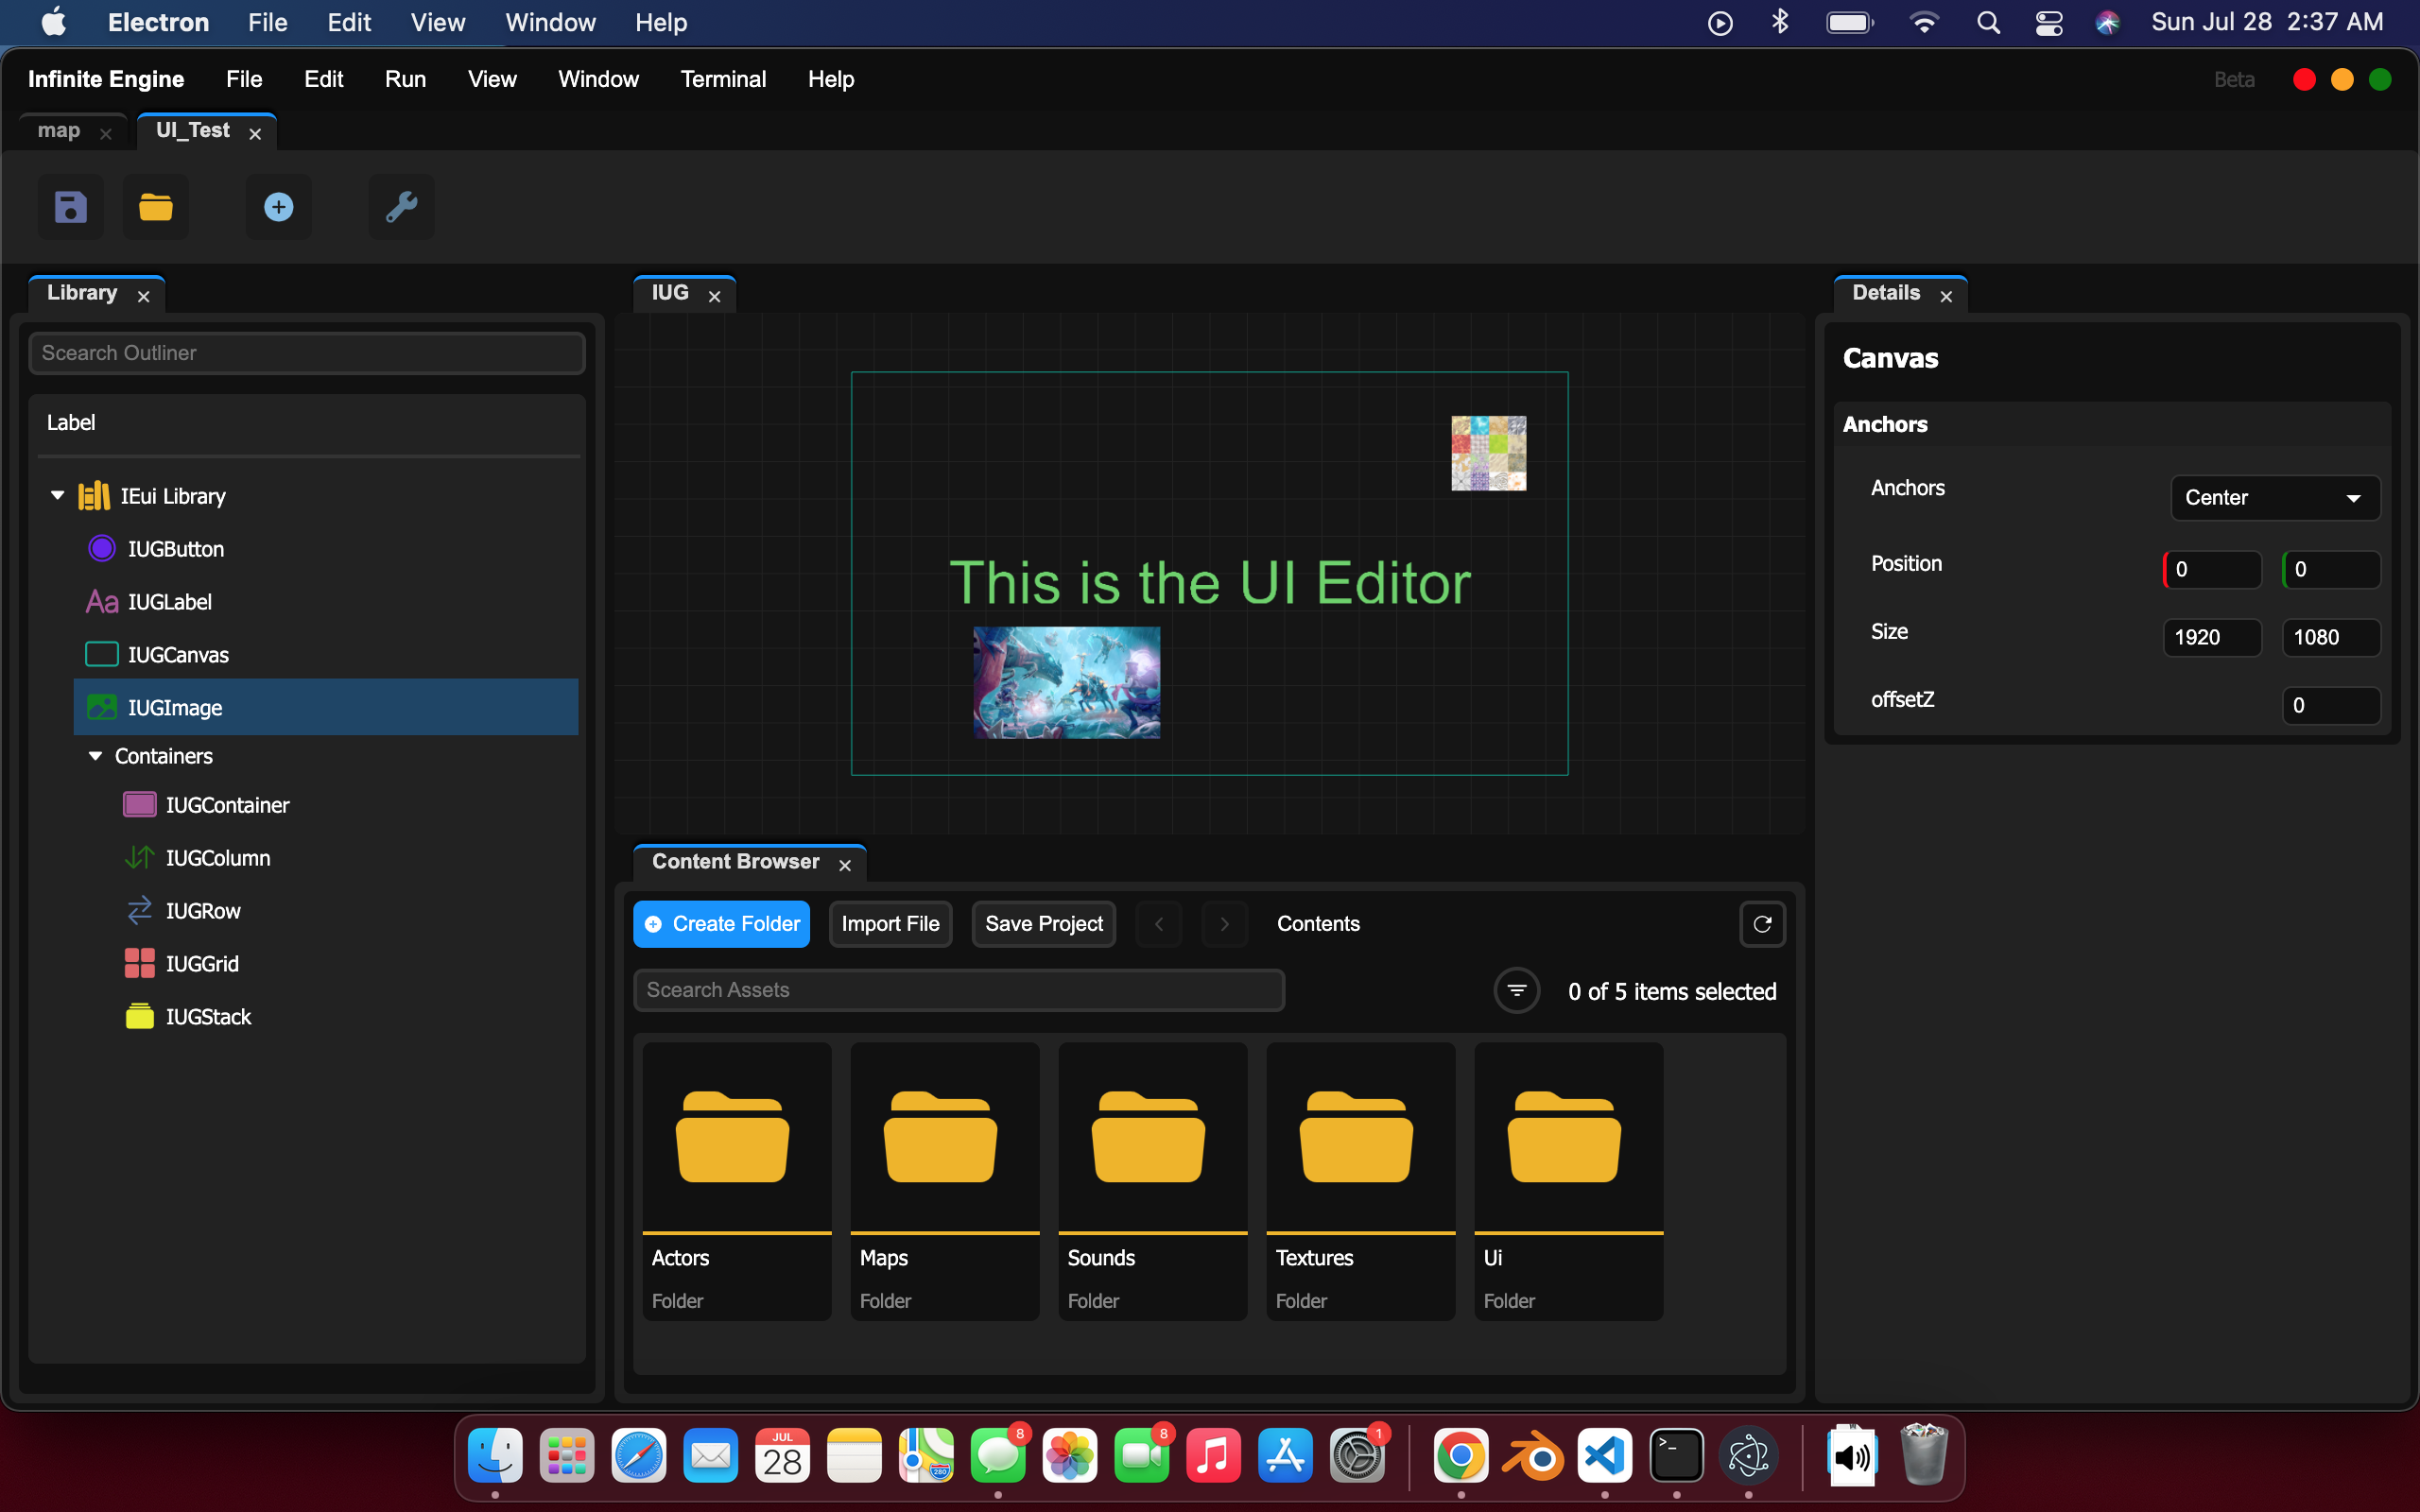 Electron File Edit View Window Help Sun Jul 28 2:37 AM
Infinite Engine File Edit Run View Window Terminal Help Beta
map UI_Test
Library
Scearch Outliner
Label
IEui Library
IUGButton
Aa IUGLabel
IUGCanvas
IUGImage
Containers
IUGContainer
IUGColumn
IUGRow
IUGGrid
IUGStack
IUG
This is the UI Editor
Content Browser
Create Folder Import File Save Project Contents
Scearch Assets 0 of 5 items selected
Actors Maps Sounds Textures Ui
Folder Folder Folder Folder Folder
Details
Canvas
Anchors
Anchors Center
Position 0 0
Size 1920 1080
offsetZ 0
JUL 8 8 1
28 280 >_